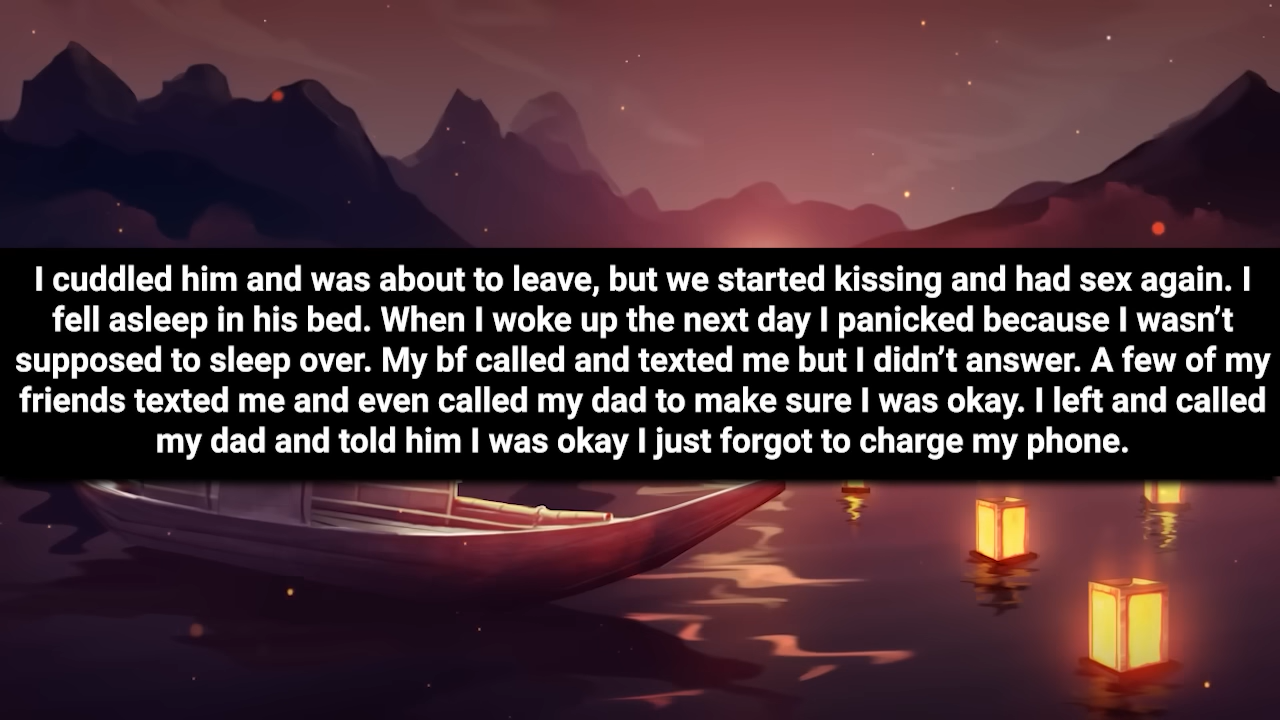 I cuddled him and was about to leave, but we started kissing and had sex again. I
fell asleep in his bed. When I woke up the next day I panicked because I wasn’t
supposed to sleep over. My bf called and texted me but I didn’t answer. A few of my
friends texted me and even called my dad to make sure I was okay. I left and called
my dad and told him I was okay I just forgot to charge my phone.